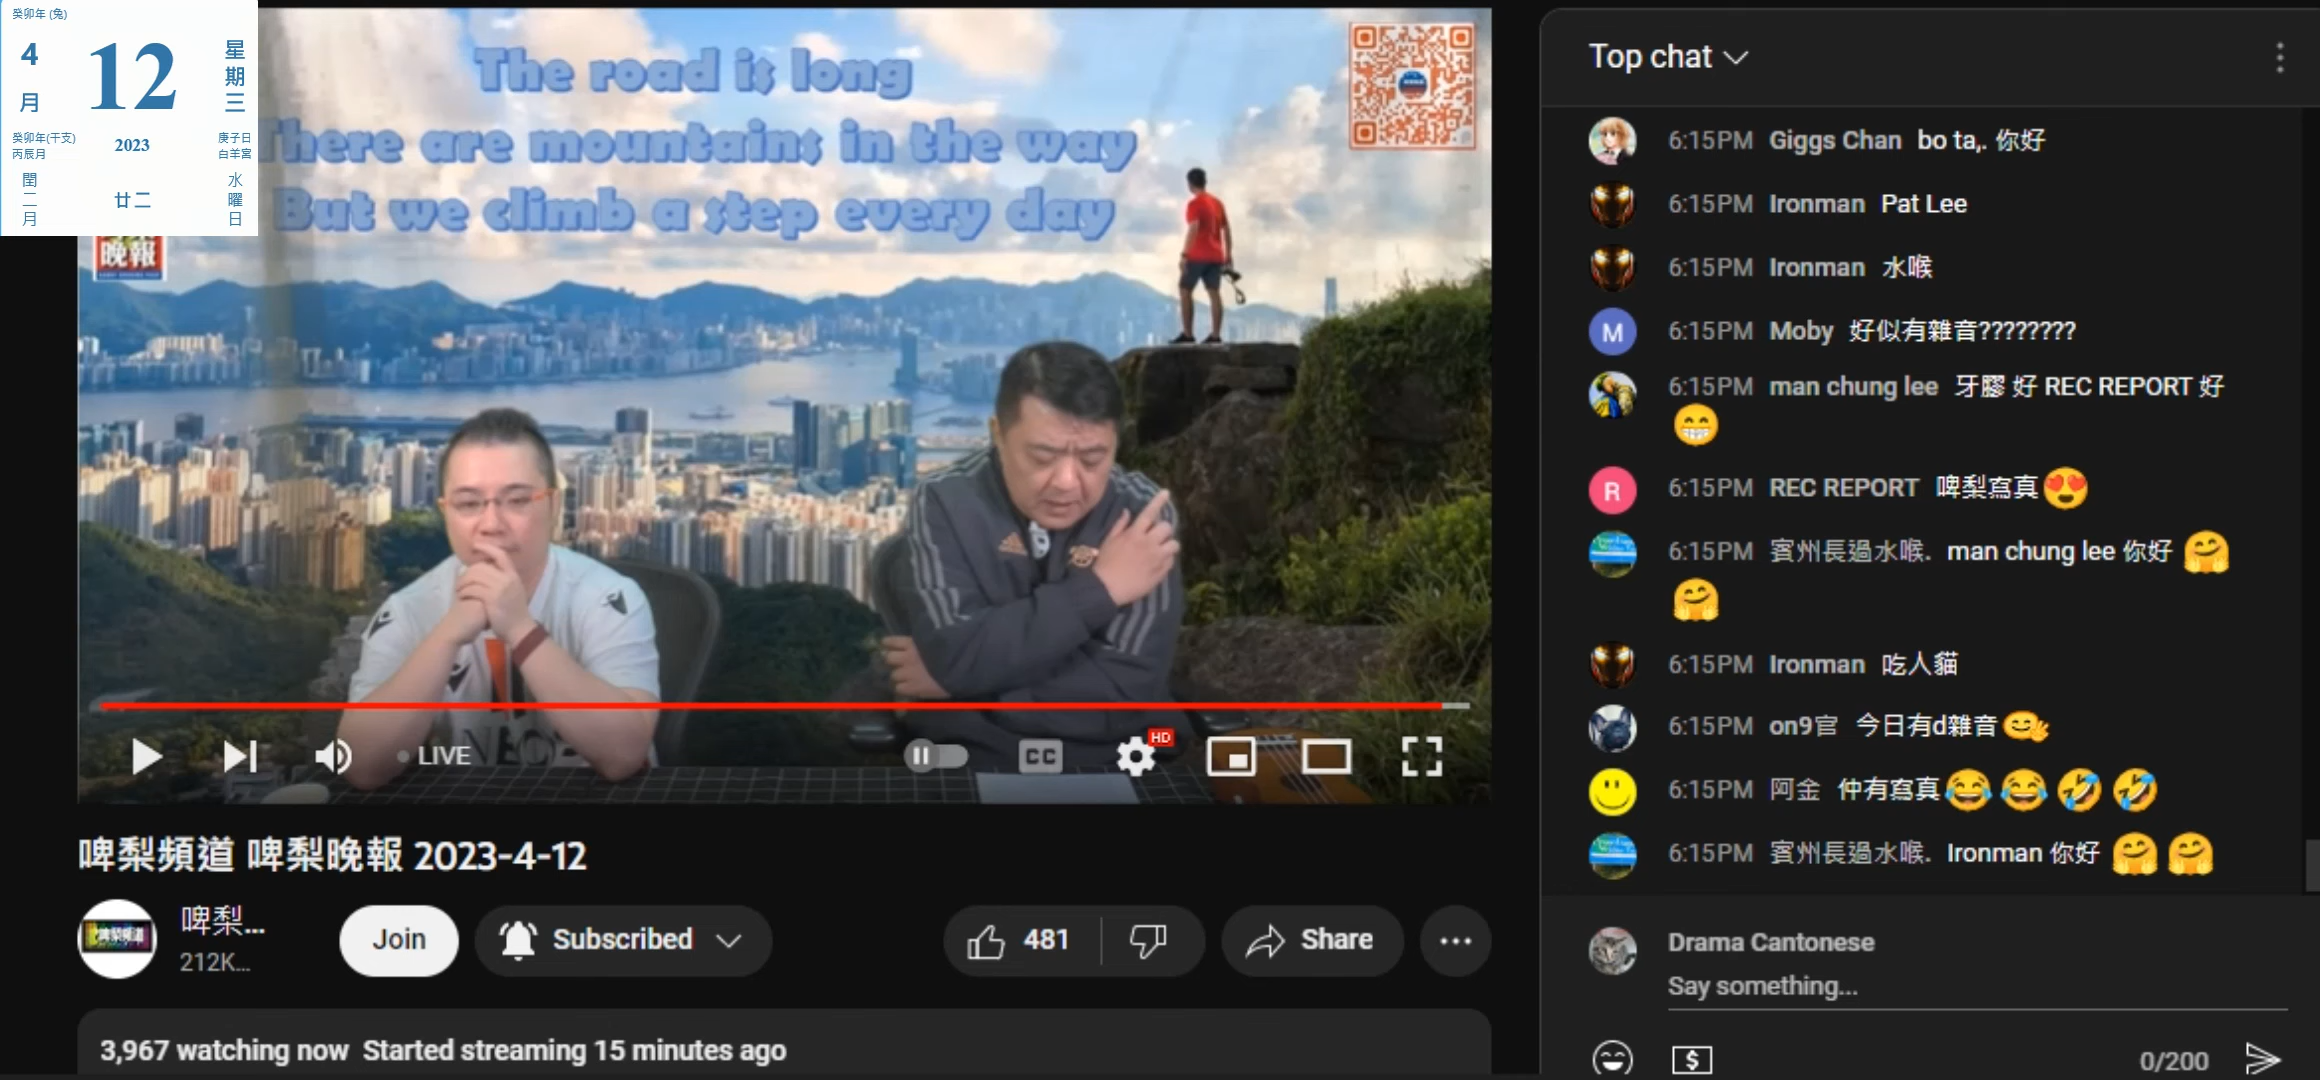 癸卯年 (兔)
4
月
12
星
期
三
癸卯年(干支)
丙辰月
2023
庚子日
白羊宮
閏
二
月
廿二
水
曜
日
The road is long
There are mountains in the way
But we climb a step every day
晚報
LIVE
CC
HD
啤梨頻道 啤梨晚報 2023-4-12
啤梨頻道
啤梨...
212K...
Join
Subscribed
481
Share
3,967 watching now Started streaming 15 minutes ago
Top chat
6:15PM Giggs Chan bo ta,. 你好
6:15PM Ironman Pat Lee
6:15PM Ironman 水喉
M
6:15PM Moby 好似有雜音????????
6:15PM man chung lee 牙膠 好 REC REPORT 好
😁
R
6:15PM REC REPORT 啤梨寫真😍
6:15PM 賓州長過水喉. man chung lee 你好 🤗
🤗
6:15PM Ironman 吃人貓
6:15PM on9官 今日有d雜音
6:15PM 阿金 仲有寫真😂😂🤣🤣
6:15PM 賓州長過水喉. Ironman 你好 🤗🤗
Drama Cantonese
Say something...
$
0/200